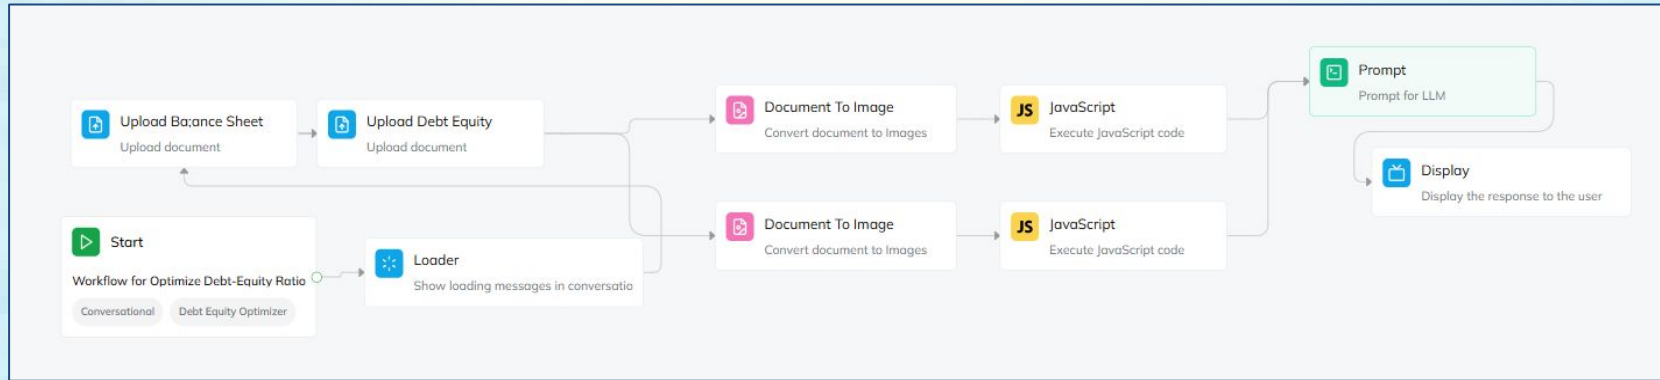 Upload Ba;ance Sheet
Upload document
Upload Debt Equity
Upload document
Start
Workflow for Optimize Debt-Equity Ratio
Conversational
Debt Equity Optimizer
Loader
Show loading messages in conversatio
Document To Image
Convert document to Images
JS
JavaScript
Execute JavaScript code
Document To Image
Convert document to Images
JS
JavaScript
Execute JavaScript code
Prompt
Prompt for LLM
Display
Display the response to the user